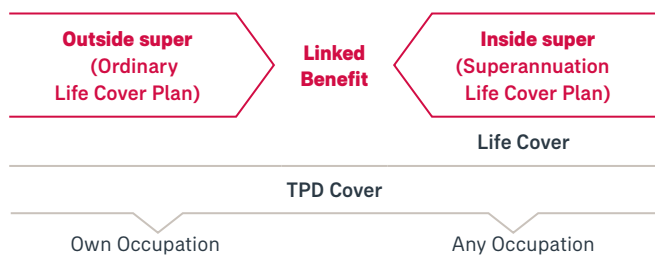 Outside super
(Ordinary
Life Cover Plan)
Linked
Benefit
Inside super
(Superannuation
Life Cover Plan)
Life Cover
TPD Cover
Own Occupation
Any Occupation